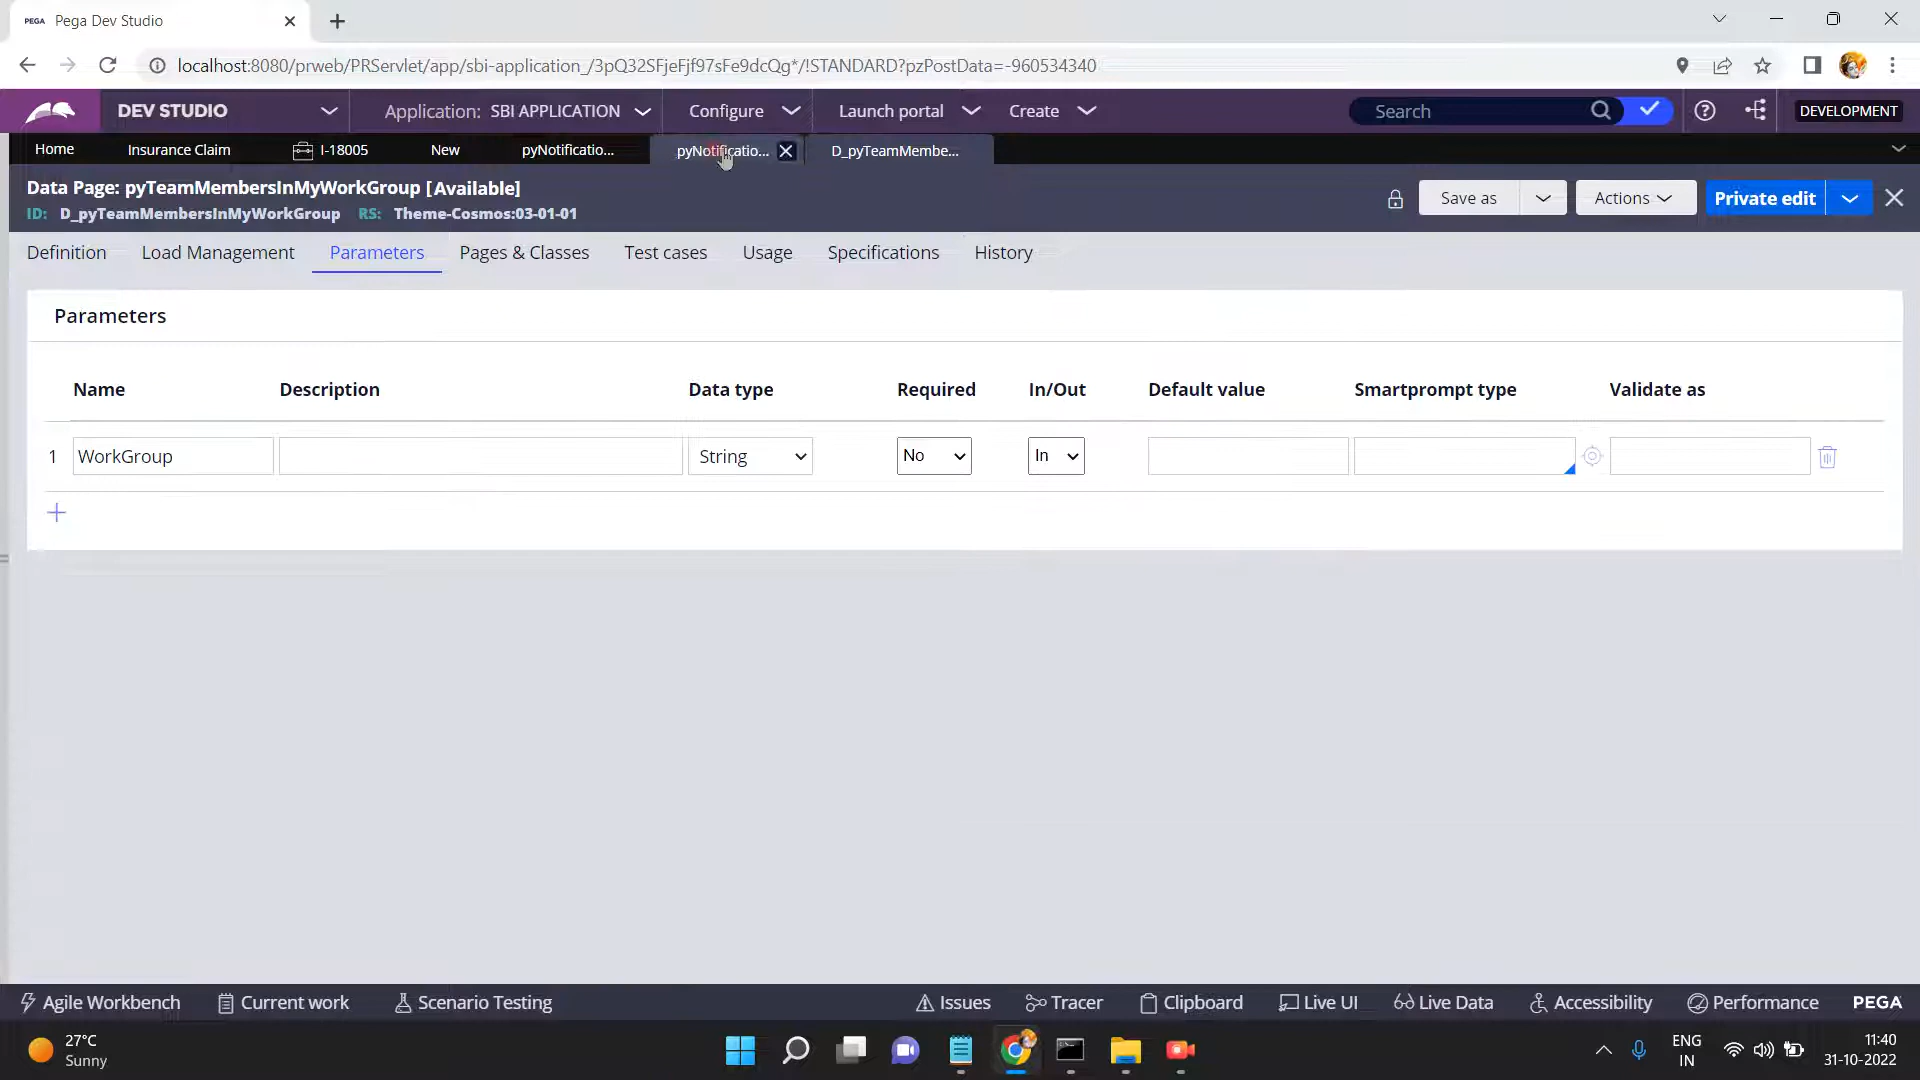 PEGA Pega Dev Studio
localhost:8080/prweb/PRServlet/app/sbi-application_/3pQ32SFjeFjf97sFe9dcQg*/!STANDARD?pzPostData=-960534340
DEV STUDIO Application: SBI APPLICATION Configure Launch portal Create Search DEVELOPMENT
Home Insurance Claim I-18005 New pyNotificatio... pyNotificatio... D_pyTeamMembe...
Data Page: pyTeamMembersInMyWorkGroup [Available]
ID: D_pyTeamMembersInMyWorkGroup RS: Theme-Cosmos:03-01-01
Save as Actions Private edit
Definition Load Management Parameters Pages & Classes Test cases Usage Specifications History
Parameters
Name Description Data type Required In/Out Default value Smartprompt type Validate as
1 WorkGroup String No In
Agile Workbench Current work Scenario Testing Issues Tracer Clipboard Live UI Live Data Accessibility Performance PEGA
27°C
Sunny
ENG
IN
11:40
31-10-2022